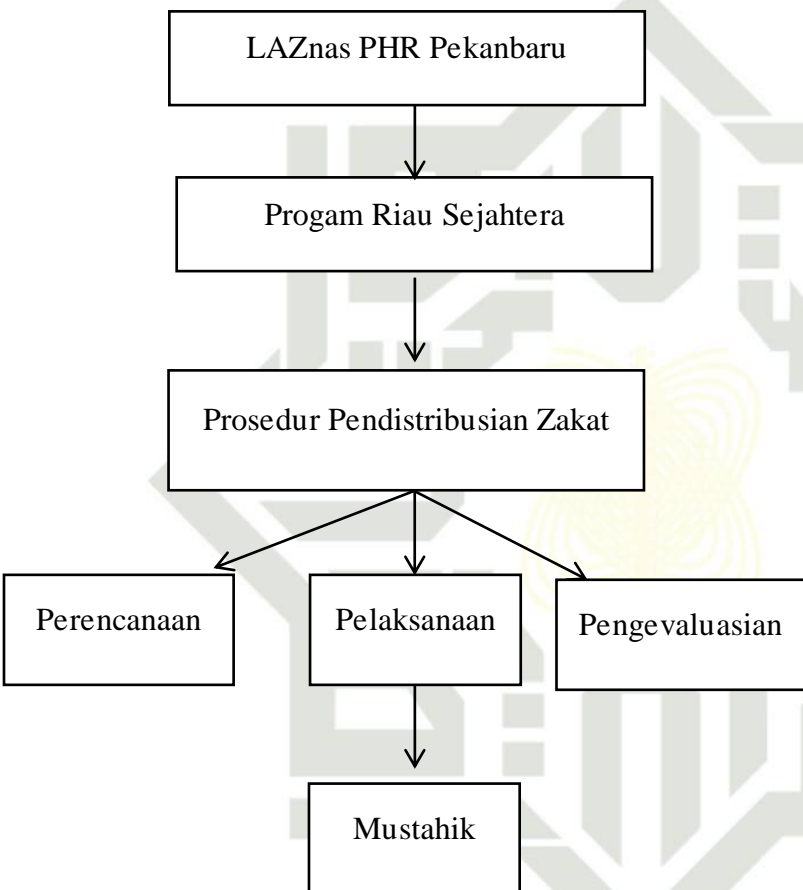 LAZnas PHR Pekanbaru
Progam Riau Sejahtera
Prosedur Pendistribusian Zakat
Perencanaan
Pelaksanaan
Pengevaluasian
Mustahik